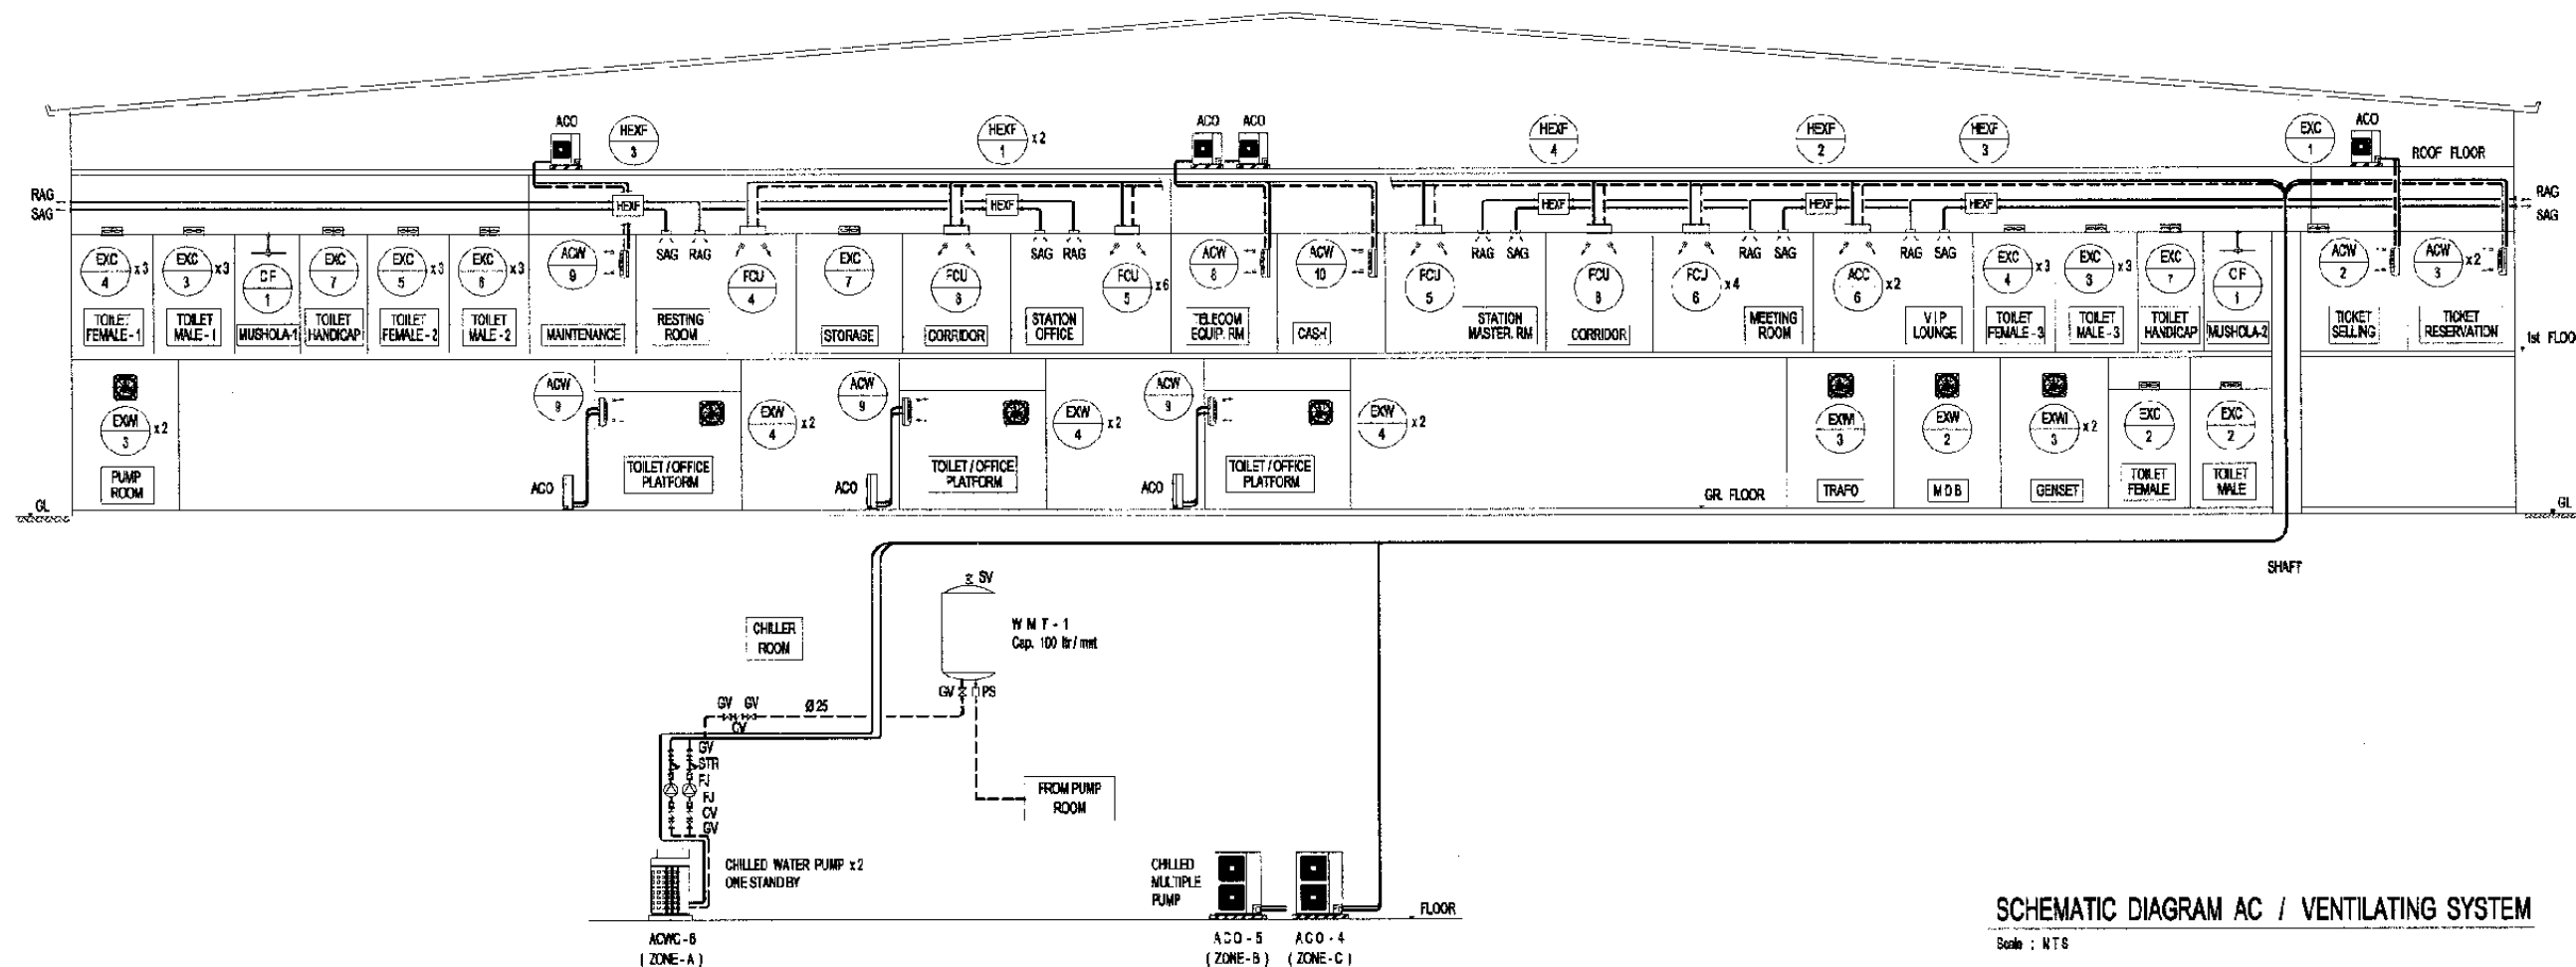 ACO
HEXF
3
HEXF
1
x2
ACO
ACO
HEXF
4
HEXF
2
HEXF
3
EXC
1
ACO
ROOF FLOOR
RAG
SAG
HEXF
HEXF
HEXF
HEXF
HEXF
RAG
SAG
EXC
4
x3
TOILET
FEMALE-1
EXC
3
x3
TOILET
MALE-1
CF
1
MUSHOLA-1
EXC
7
TOILET
HANDICAP
EXC
5
x3
TOILET
FEMALE-2
EXC
6
x3
TOILET
MALE-2
ACW
9
MAINTENANCE
SAG RAG
RESTING
ROOM
FCU
4
EXC
7
STORAGE
FCU
6
CORRIDOR
SAG RAG
STATION
OFFICE
FCU
5
x6
ACW
8
TELECOM
EQUIP. RM
ACW
10
CASH
FCU
5
RAG SAG
STATION
MASTER. RM
FCU
6
CORRIDOR
FCU
6
x4
RAG SAG
MEETING
ROOM
ACC
6
x2
RAG SAG
V I P
LOUNGE
EXC
4
x3
TOILET
FEMALE-3
EXC
3
x3
TOILET
MALE-3
EXC
7
TOILET
HANDICAP
CF
1
MUSHOLA-2
ACW
2
TICKET
SELLING
ACW
3
x2
TICKET
RESERVATION
1st FLOO
EXWI
3
x2
PUMP
ROOM
ACW
9
ACO
TOILET / OFFICE
PLATFORM
EXW
4
x2
ACW
9
ACO
TOILET / OFFICE
PLATFORM
EXW
4
x2
ACW
9
ACO
TOILET / OFFICE
PLATFORM
EXW
4
x2
GR. FLOOR
EXWI
3
TRAFO
EXW
2
M D B
EXWI
3
x2
GENSET
EXC
2
TOILET
FEMALE
EXC
2
TOILET
MALE
GL
GL
SHAFT
SV
CHILLER
ROOM
W M T - 1
Cap. 100 ltr / mnt
GV PS
GV GV
Ø 25
CV
GV
STR
FJ
FJ
CV
GV
FROM PUMP
ROOM
CHILLED WATER PUMP x 2
ONE STANDBY
CHILLED
MULTIPLE
PUMP
FLOOR
ACWC-6
( ZONE-A )
ACO - 5
( ZONE-B )
ACO - 4
( ZONE-C )
SCHEMATIC DIAGRAM AC / VENTILATING SYSTEM
Scale : NTS